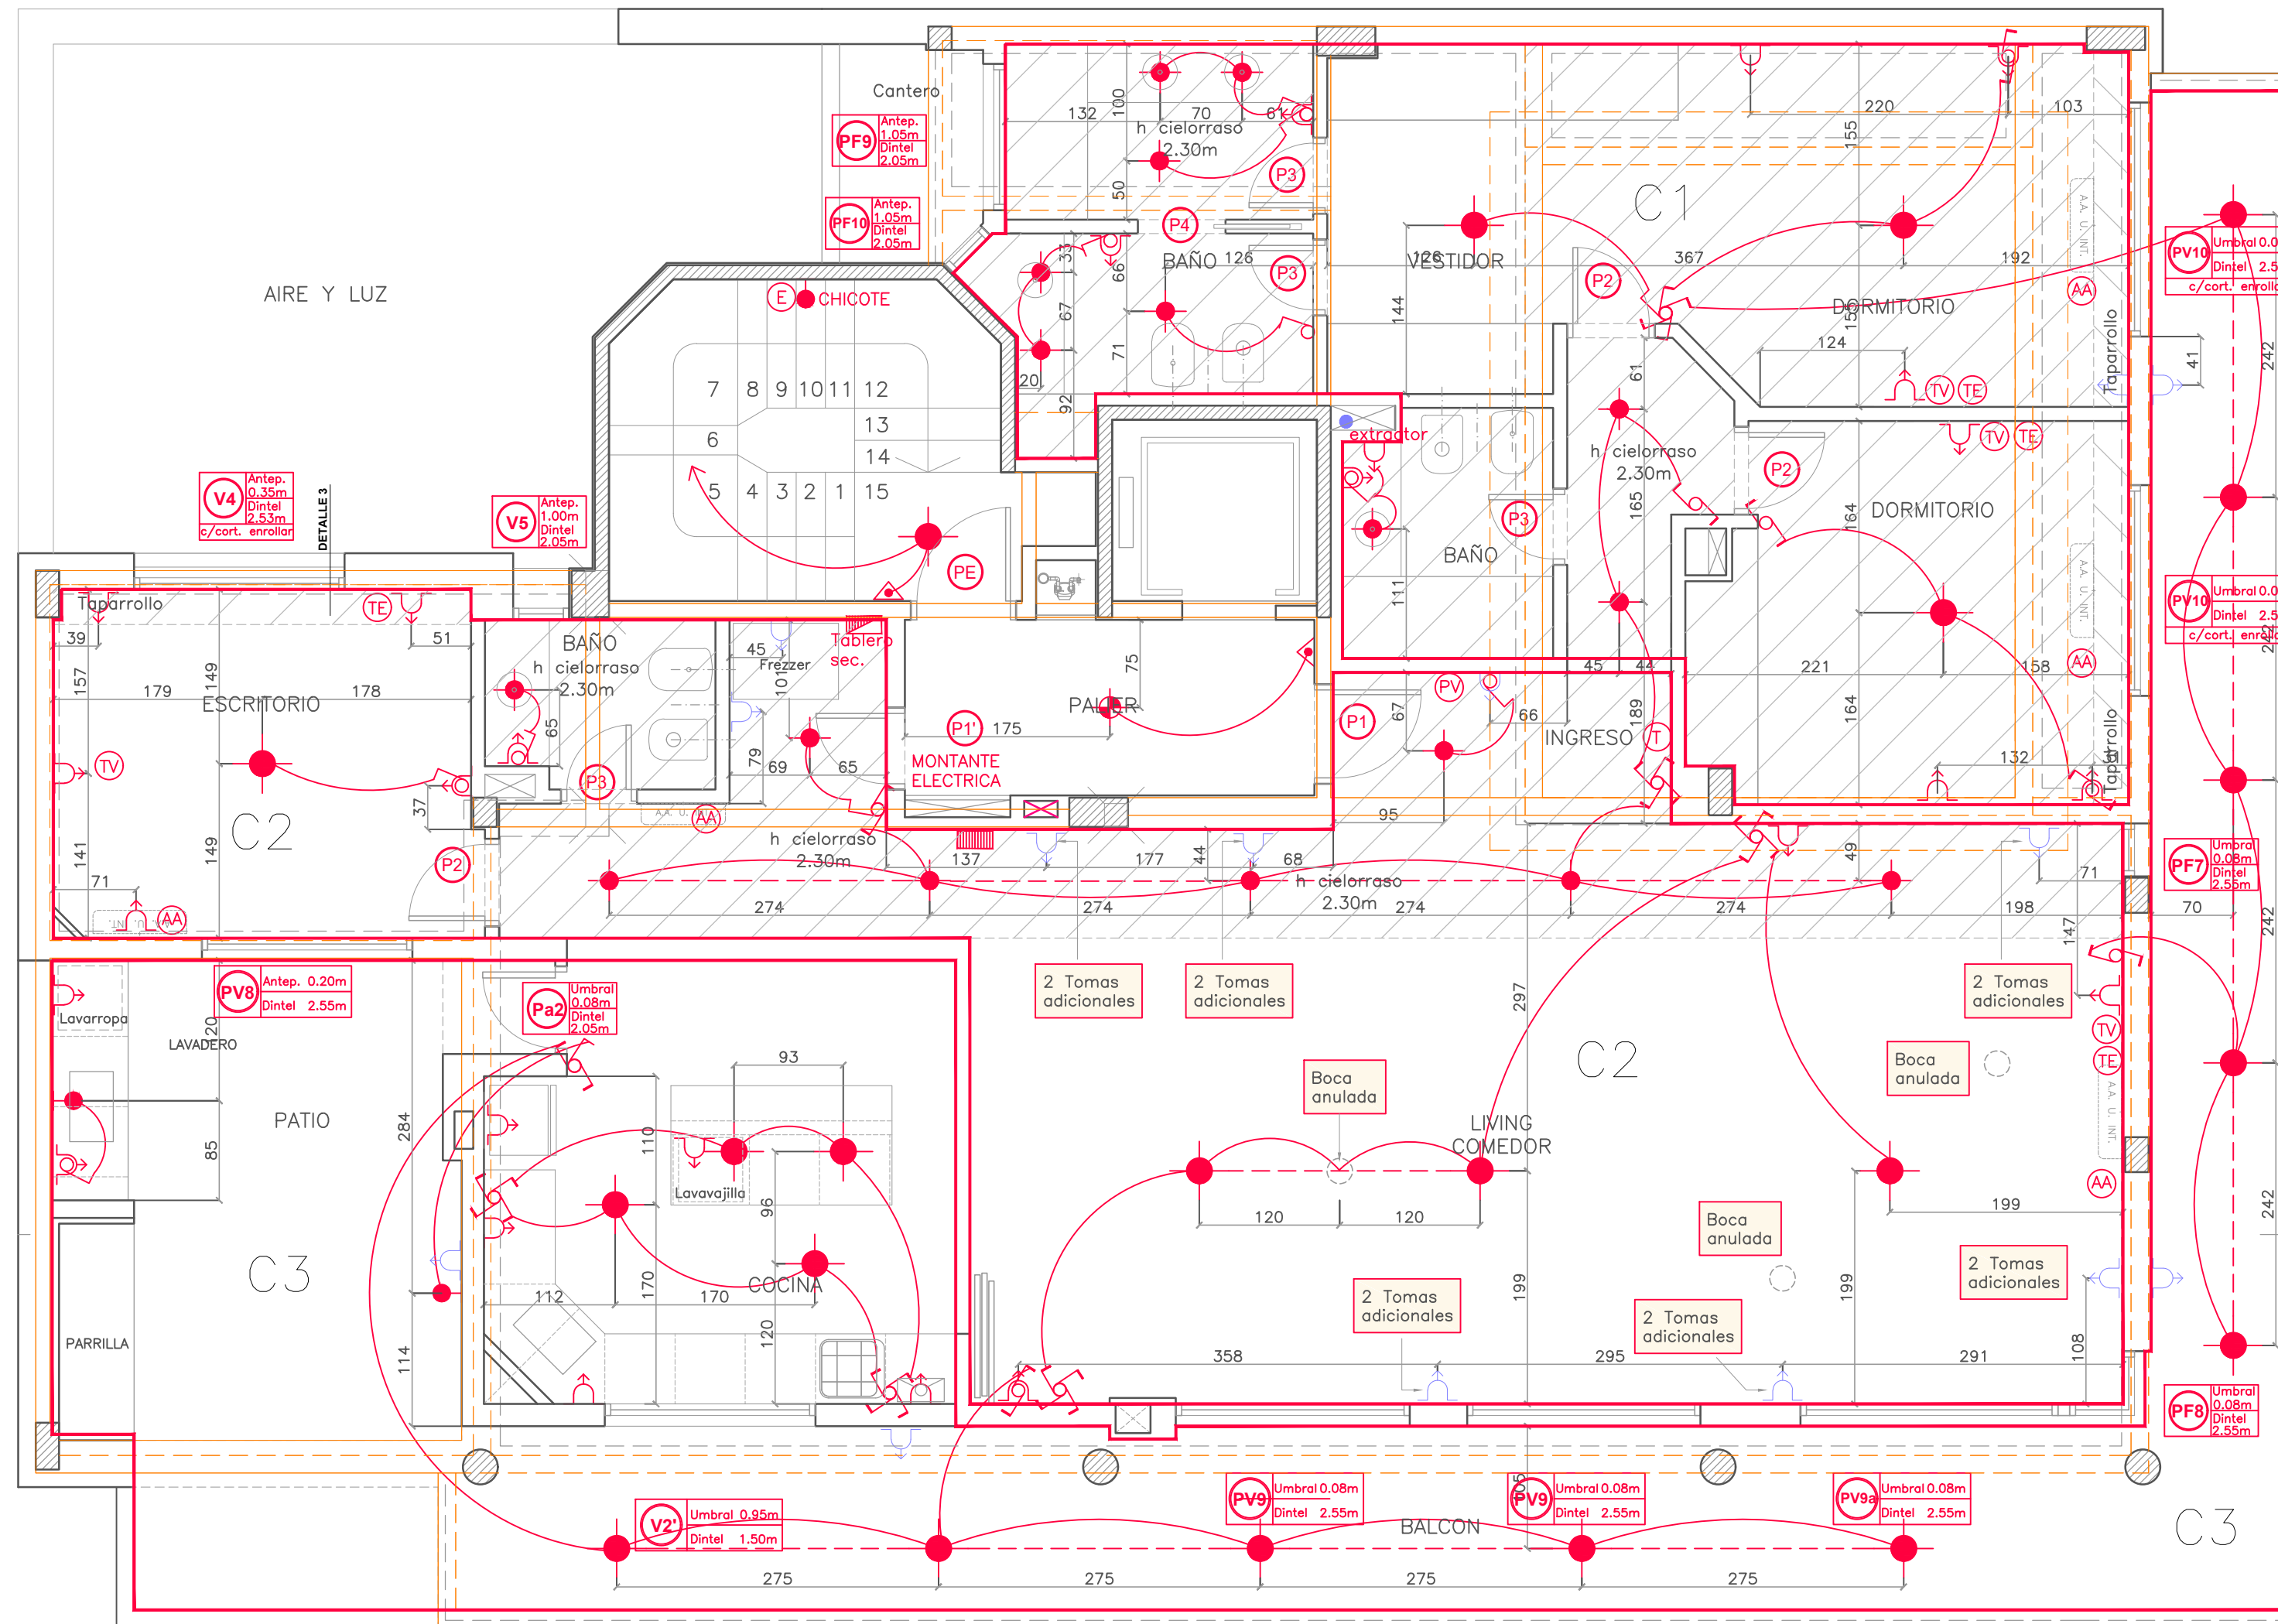 Cantero
PF9
Antep.
1.05m
Dintel
2.05m
PF10
Antep.
1.05m
Dintel
2.05m
132
100
70
61
h cielorraso
2.30m
50
P3
P4
220
103
155
C1
A.A. U. INT.
PV10
Dintel
c/cort.
33
66
BAÑO
126
P3
VESTIDOR
367
P2
192
AA
AIRE Y LUZ
E
CHICOTE
67
144
DORMITORIO
Taparrollo
242
71
20
92
124
TV
TE
61
41
7
8
9
10
11
12
13
6
14
5
4
3
2
1
15
extractor
h cielorraso
2.30m
P2
TV
TE
V4
Antep.
0.35m
Dintel
2.53m
c/cort. enrollar
DETALLE 3
V5
Antep.
1.00m
Dintel
2.05m
165
P3
BAÑO
164
DORMITORIO
PE
111
A.A. U. INT.
PV10
Dintel
c/cort.
Taparrollo
TE
39
51
BAÑO
h cielorraso
2.30m
45
Frezzer
101
Tablero
sec.
75
45
44
221
158
AA
157
149
179
178
ESCRITORIO
65
PALIER
175
P1'
P1
PV
67
66
189
INGRESO
T
164
Taparrollo
TV
79
69
65
MONTANTE
ELECTRICA
P3
132
37
C2
A.A. U.
AA
95
h cielorraso
2.30m
137
177
44
68
49
71
PF7
Umbral
0.08m
Dintel
2.55m
141
149
P2
71
AA
h cielorraso
2.30m
274
274
274
274
198
70
147
242
PV8
Antep. 0.20m
Dintel 2.55m
Pa2
Umbral
0.08m
Dintel
2.05m
2 Tomas
adicionales
2 Tomas
adicionales
297
2 Tomas
adicionales
Lavarropa
LAVADERO
120
TV
TE
93
Boca
anulada
C2
Boca
anulada
A.A. U. INT.
PATIO
284
110
LIVING
COMEDOR
85
Lavavajilla
96
AA
120
120
199
Boca
anulada
242
C3
170
COCINA
112
170
199
199
2 Tomas
adicionales
2 Tomas
adicionales
2 Tomas
adicionales
PARRILLA
114
120
358
295
291
108
PF8
Umbral
0.08m
Dintel
2.55m
V2'
Umbral 0.95m
Dintel 1.50m
PV9
Umbral 0.08m
Dintel 2.55m
PV9
Umbral 0.08m
Dintel 2.55m
PV9a
Umbral 0.08m
Dintel 2.55m
BALCON
C3
275
275
275
275